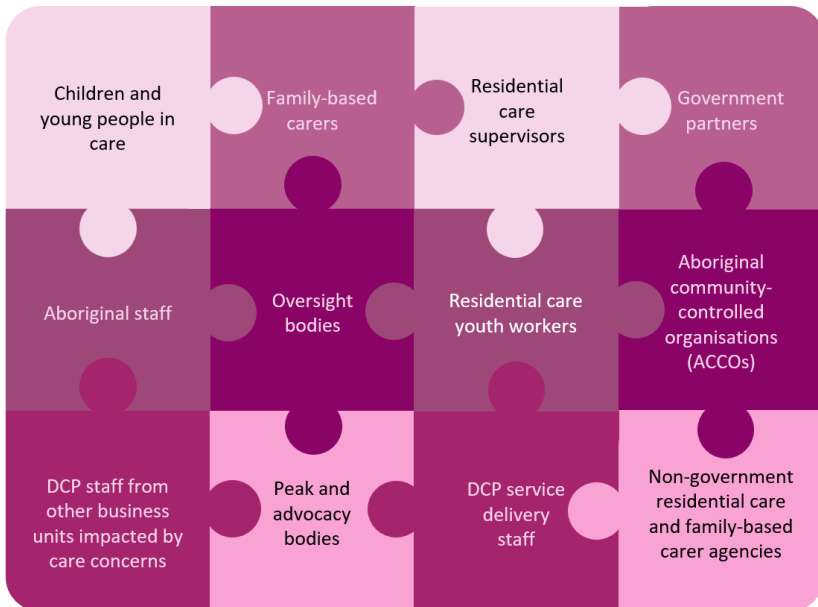 Children and
young people in
care
Family-based
carers
Residential
care
supervisors
Government
partners
Aboriginal staff
Oversight
bodies
Residential care
youth workers
Aboriginal
community-
controlled
organisations
(ACCOs)
DCP staff from
other business
units impacted by
care concerns
Peak and
advocacy
bodies
DCP service
delivery
staff
Non-government
residential care
and family-based
carer agencies